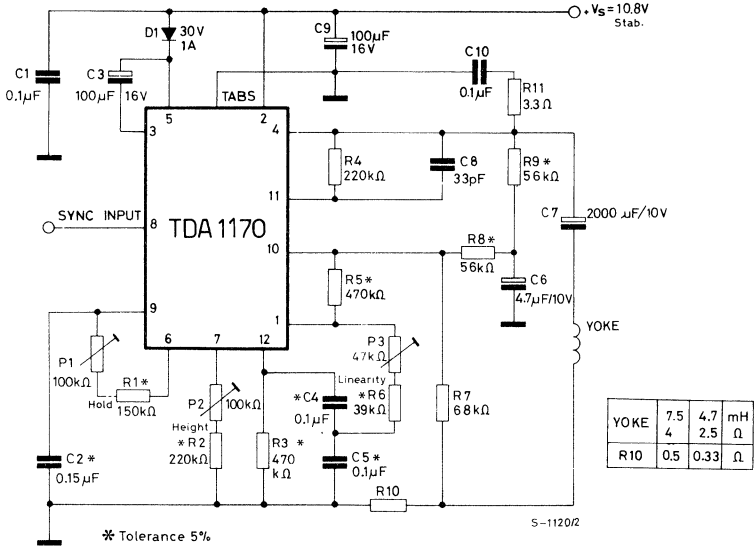 + Vs = 10.8V
Stab.
D1 30V
1A
C9
100µF
16V
C10
0.1µF
C1
0.1µF
C3
100µF 16V
R11
3.3Ω
TABS
5
2
3
4
R4
220kΩ
C8
33pF
R9 *
56kΩ
11
C7
2000 µF/10V
SYNC INPUT
8
TDA 1170
10
R8*
56kΩ
R5 *
470kΩ
C6
4.7µF/10V
9
1
6
7
12
P1
100kΩ
P3
47kΩ
YOKE
Linearity
R1*
150kΩ
Hold
P2
100kΩ
Height
*C4
0.1µF
*R6
39kΩ
R7
68kΩ
*R2
220kΩ
R3 *
470
kΩ
C5 *
0.1µF
C2 *
0.15µF
R10
YOKE 7.5 4.7 mH
4 2.5 Ω
R10 0.5 0.33 Ω
S-1120/2
* Tolerance 5%